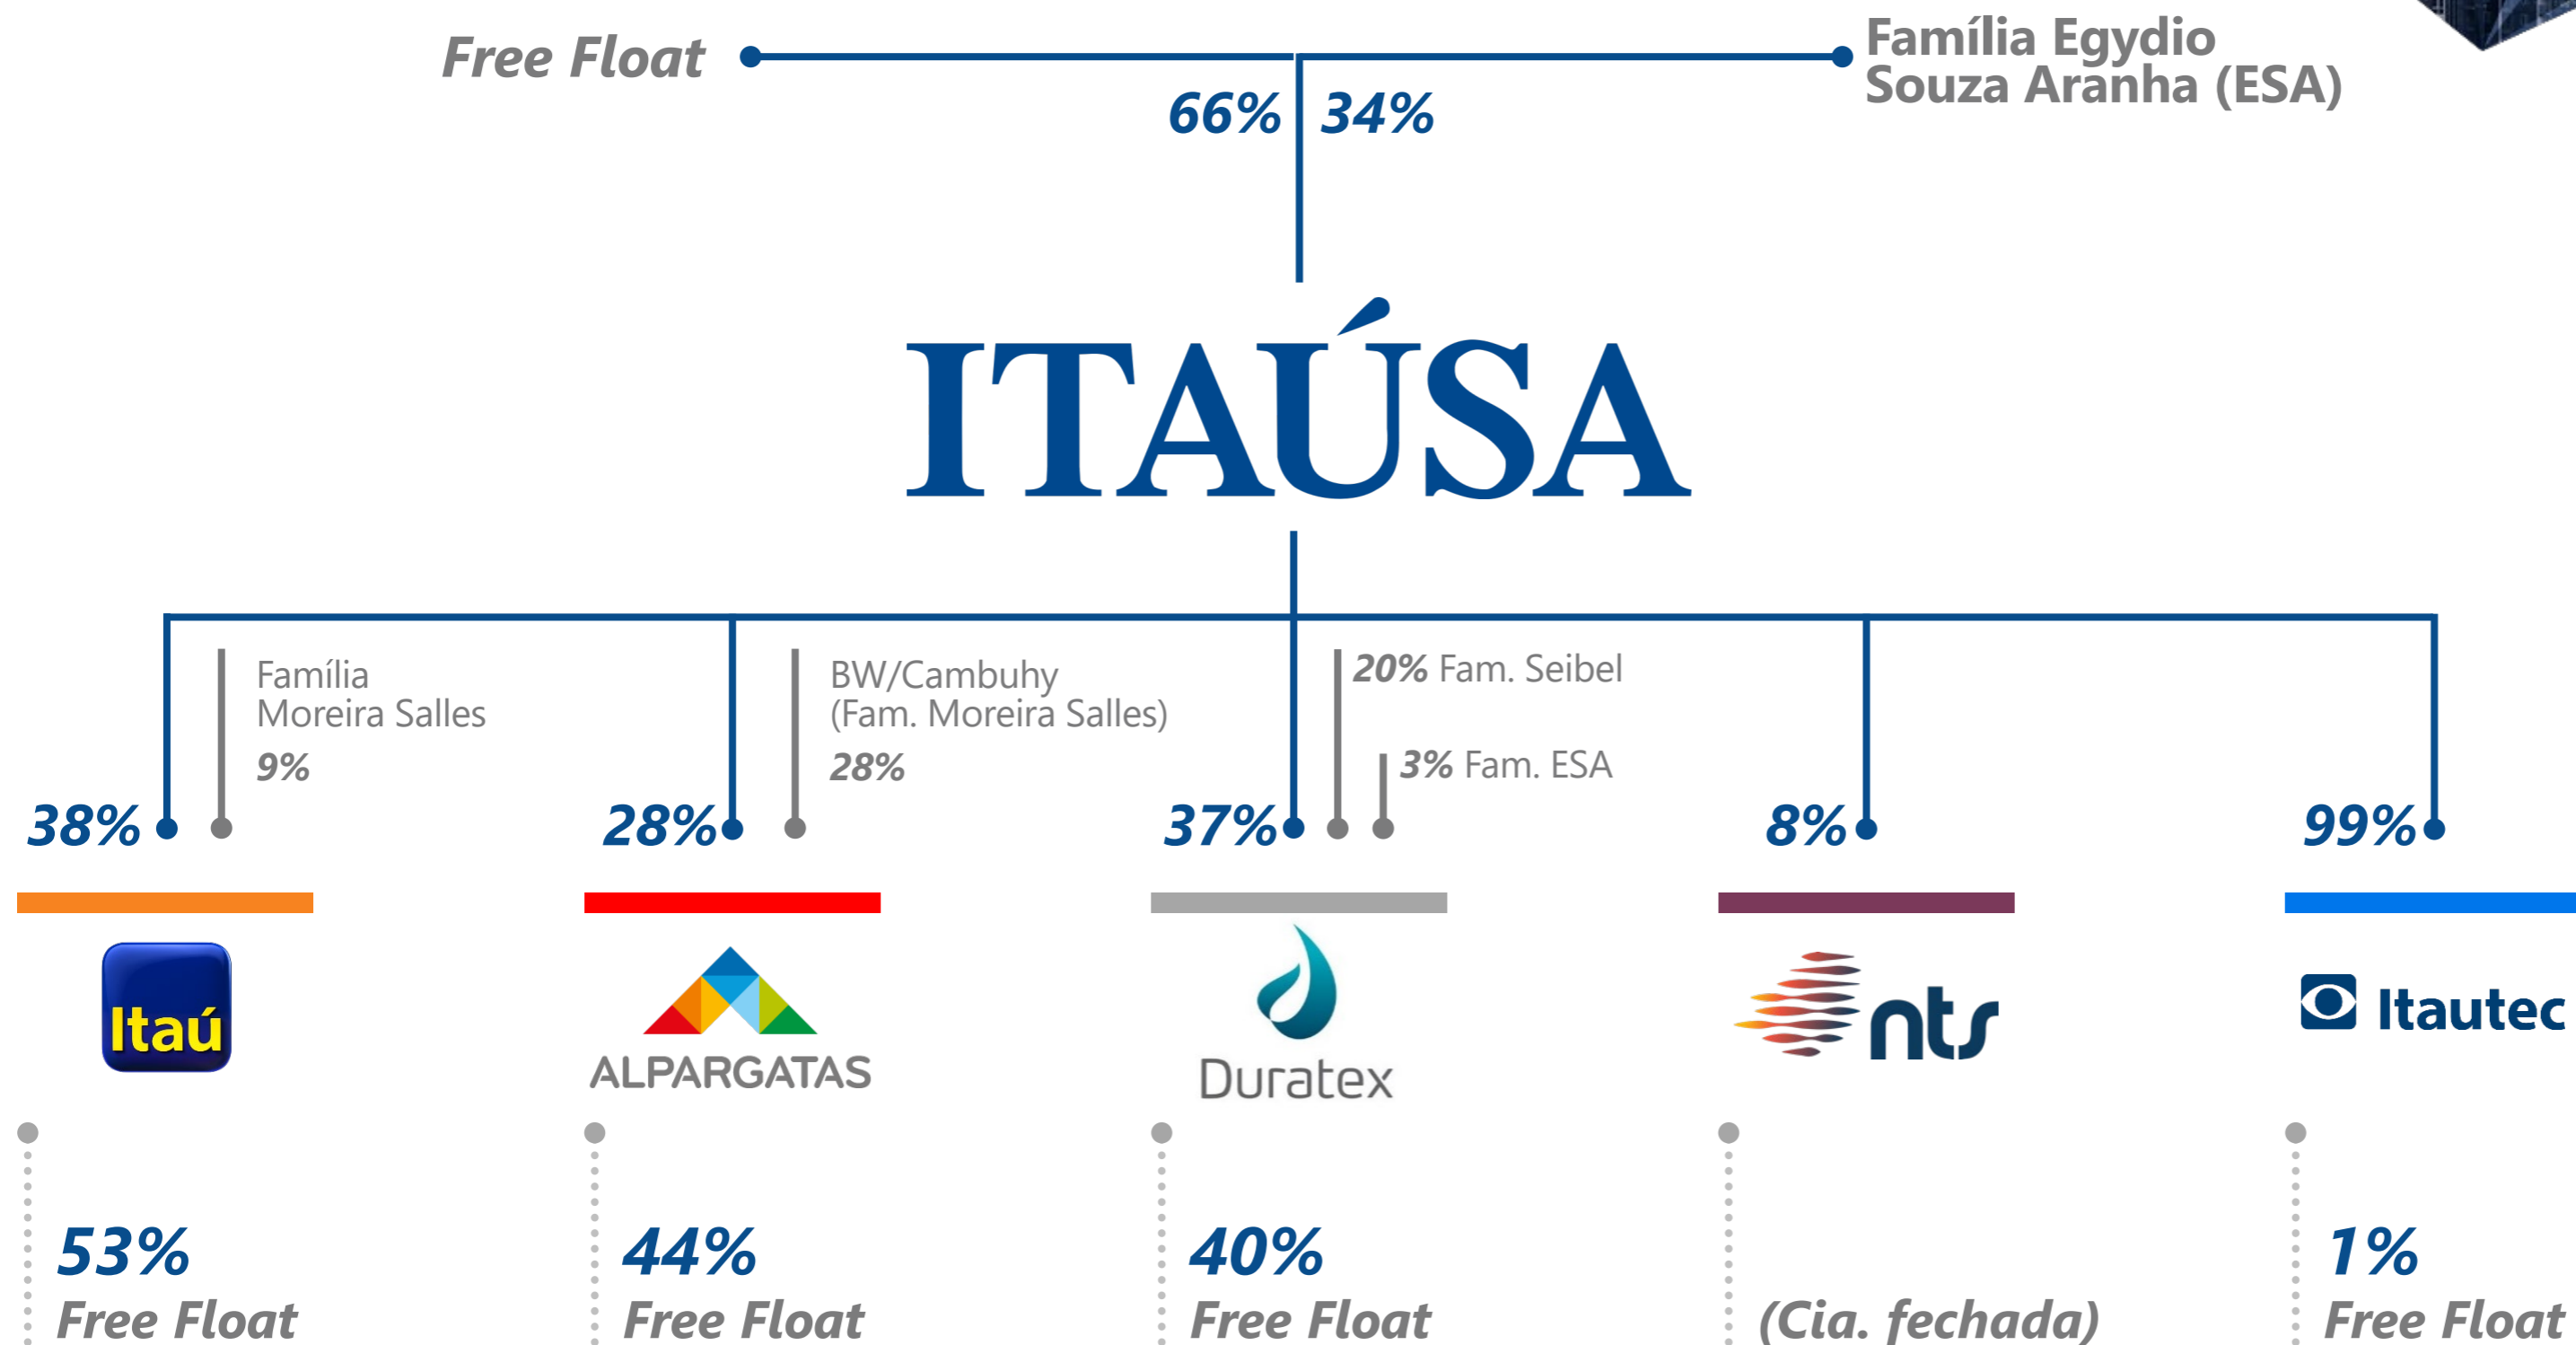 Free Float
Família Egydio
Souza Aranha (ESA)
66%
34%
ITAÚSA
Família
Moreira Salles
9%
38%
BW/Cambuhy
(Fam. Moreira Salles)
28%
28%
20% Fam. Seibel
3% Fam. ESA
37%
8%
99%
Itaú
ALPARGATAS
Duratex
nts
Itautec
53%
Free Float
44%
Free Float
40%
Free Float
(Cia. fechada)
1%
Free Float